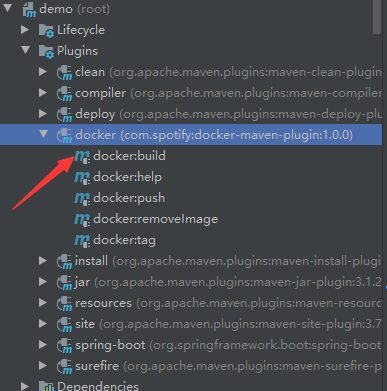 demo (root)
Lifecycle
Plugins
clean (org.apache.maven.plugins:maven-clean-plugin
compiler (org.apache.maven.plugins:maven-compiler
deploy (org.apache.maven.plugins:maven-deploy-plu
docker (com.spotify:docker-maven-plugin:1.0.0)
docker:build
docker:help
docker:push
docker:removeImage
docker:tag
install (org.apache.maven.plugins:maven-install-plugi
jar (org.apache.maven.plugins:maven-jar-plugin:3.1.2
resources (org.apache.maven.plugins:maven-resourc
site (org.apache.maven.plugins:maven-site-plugin:3.7
spring-boot (org.springframework.boot:spring-boot
surefire (org.apache.maven.plugins:maven-surefire-p
Dependencies